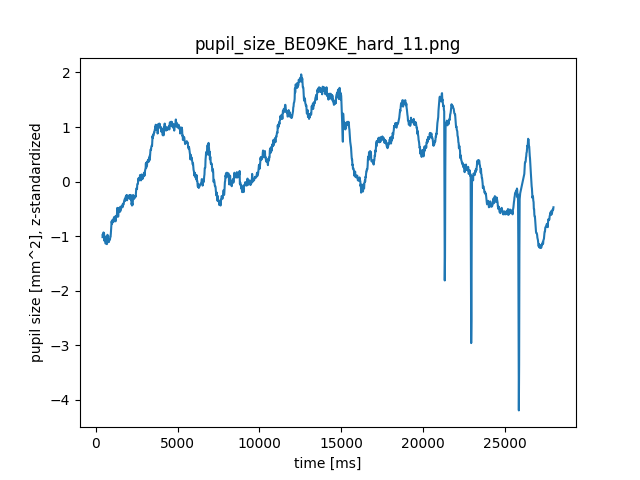 pupil_size_BE09KE_hard_11.png
pupil size [mm^2], z-standardized
2
1
0
−1
−2
−3
−4
0 5000 10000 15000 20000 25000
time [ms]